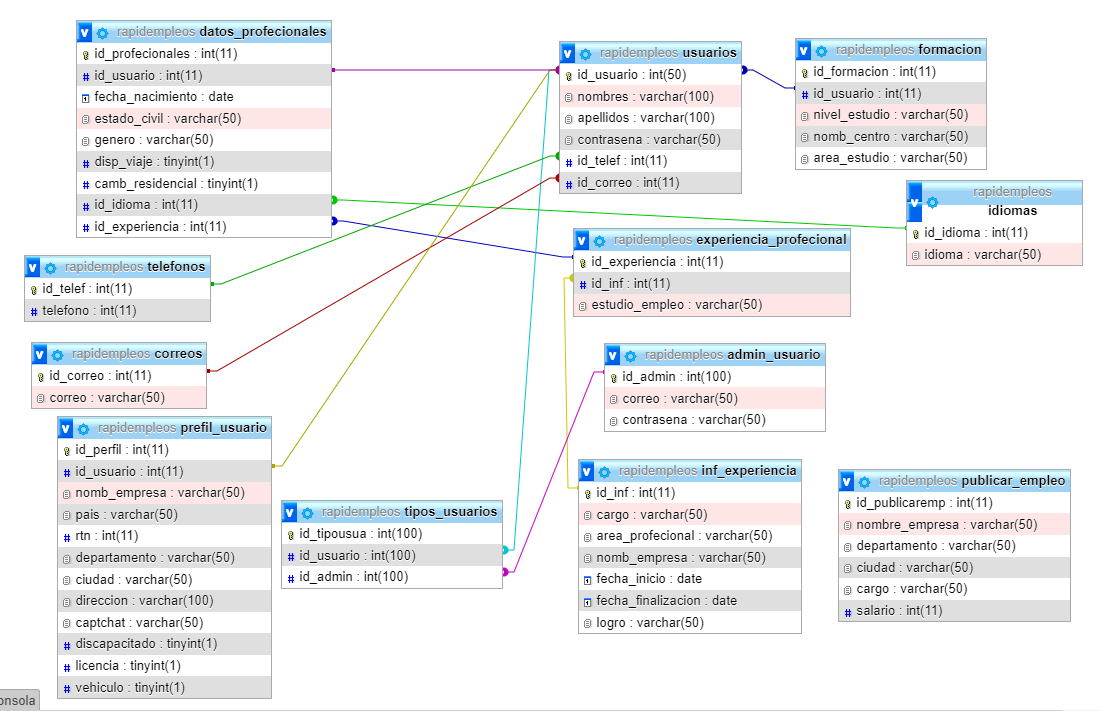 rapidempleos datos_profecionales
id_profecionales : int(11)
id_usuario : int(11)
fecha_nacimiento : date
estado_civil : varchar(50)
genero : varchar(50)
disp_viaje : tinyint(1)
camb_residencial : tinyint(1)
id_idioma : int(11)
id_experiencia : int(11)
rapidempleos usuarios
id_usuario : int(50)
nombres : varchar(100)
apellidos : varchar(100)
contrasena : varchar(50)
id_telef : int(11)
id_correo : int(11)
rapidempleos formacion
id_formacion : int(11)
id_usuario : int(11)
nivel_estudio : varchar(50)
nomb_centro : varchar(50)
area_estudio : varchar(50)
rapidempleos
idiomas
id_idioma : int(11)
idioma : varchar(50)
rapidempleos telefonos
id_telef : int(11)
telefono : int(11)
rapidempleos experiencia_profecional
id_experiencia : int(11)
id_inf : int(11)
estudio_empleo : varchar(50)
rapidempleos correos
id_correo : int(11)
correo : varchar(50)
rapidempleos admin_usuario
id_admin : int(100)
correo : varchar(50)
contrasena : varchar(50)
rapidempleos prefil_usuario
id_perfil : int(11)
id_usuario : int(11)
nomb_empresa : varchar(50)
pais : varchar(50)
rtn : int(11)
departamento : varchar(50)
ciudad : varchar(50)
direccion : varchar(100)
captchat : varchar(50)
discapacitado : tinyint(1)
licencia : tinyint(1)
vehiculo : tinyint(1)
rapidempleos tipos_usuarios
id_tipousua : int(100)
id_usuario : int(100)
id_admin : int(100)
rapidempleos inf_experiencia
id_inf : int(11)
cargo : varchar(50)
area_profecional : varchar(50)
nomb_empresa : varchar(50)
fecha_inicio : date
fecha_finalizacion : date
logro : varchar(50)
rapidempleos publicar_empleo
id_publicaremp : int(11)
nombre_empresa : varchar(50)
departamento : varchar(50)
ciudad : varchar(50)
cargo : varchar(50)
salario : int(11)
onsola